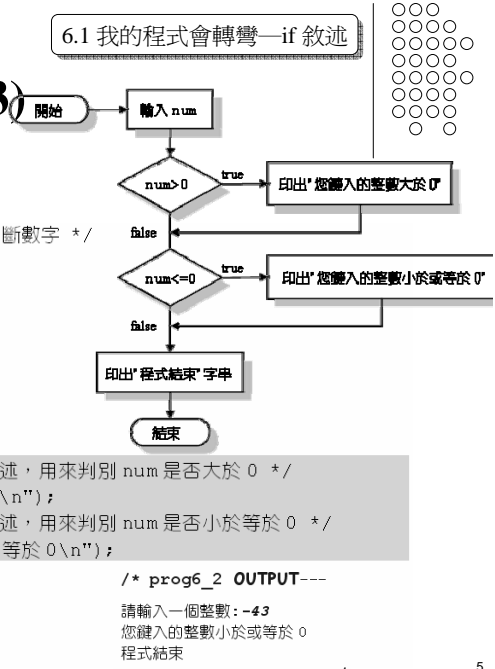 6.1 我的程式會轉彎—if 敘述
3)
開始
輸入 num
num>0
true
印出"您鍵入的整數大於 0"
斷數字 */
false
num<=0
true
印出"您鍵入的整數小於或等於 0"
false
印出"程式結束"字串
結束
述，用來判別 num 是否大於 0 */
\n");
述，用來判別 num 是否小於等於 0 */
等於 0\n");
/* prog6_2 OUTPUT---
請輸入一個整數:-43
您鍵入的整數小於或等於 0
程式結束
5